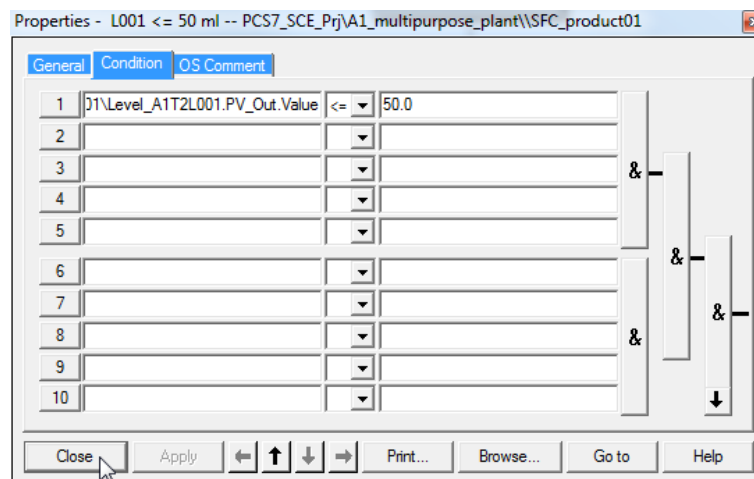 Properties - L001 <= 50 ml -- PCS7_SCE_Prj\A1_multipurpose_plant\\SFC_product01
General Condition OS Comment
1 01\Level_A1T2L001.PV_Out.Value <= 50.0
2
3 &
4
5
& &
6
7
8 &
9
10
Close Apply Print... Browse... Go to Help